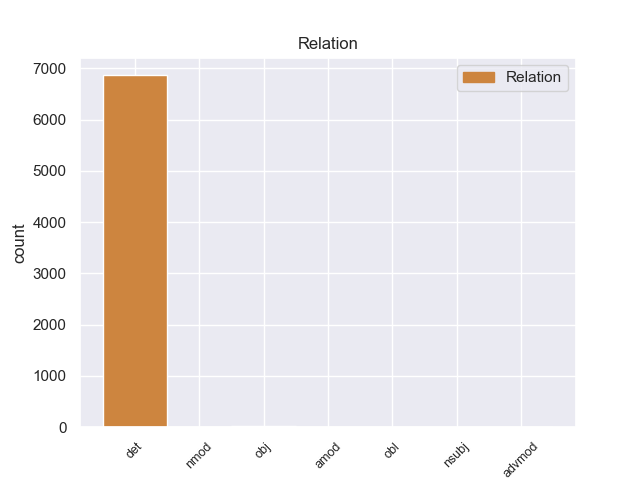 Relation
Relation
count
7000
6000
5000
4000
3000
2000
1000
0
det
nmod
obj
amod
obl
nsubj
advmod